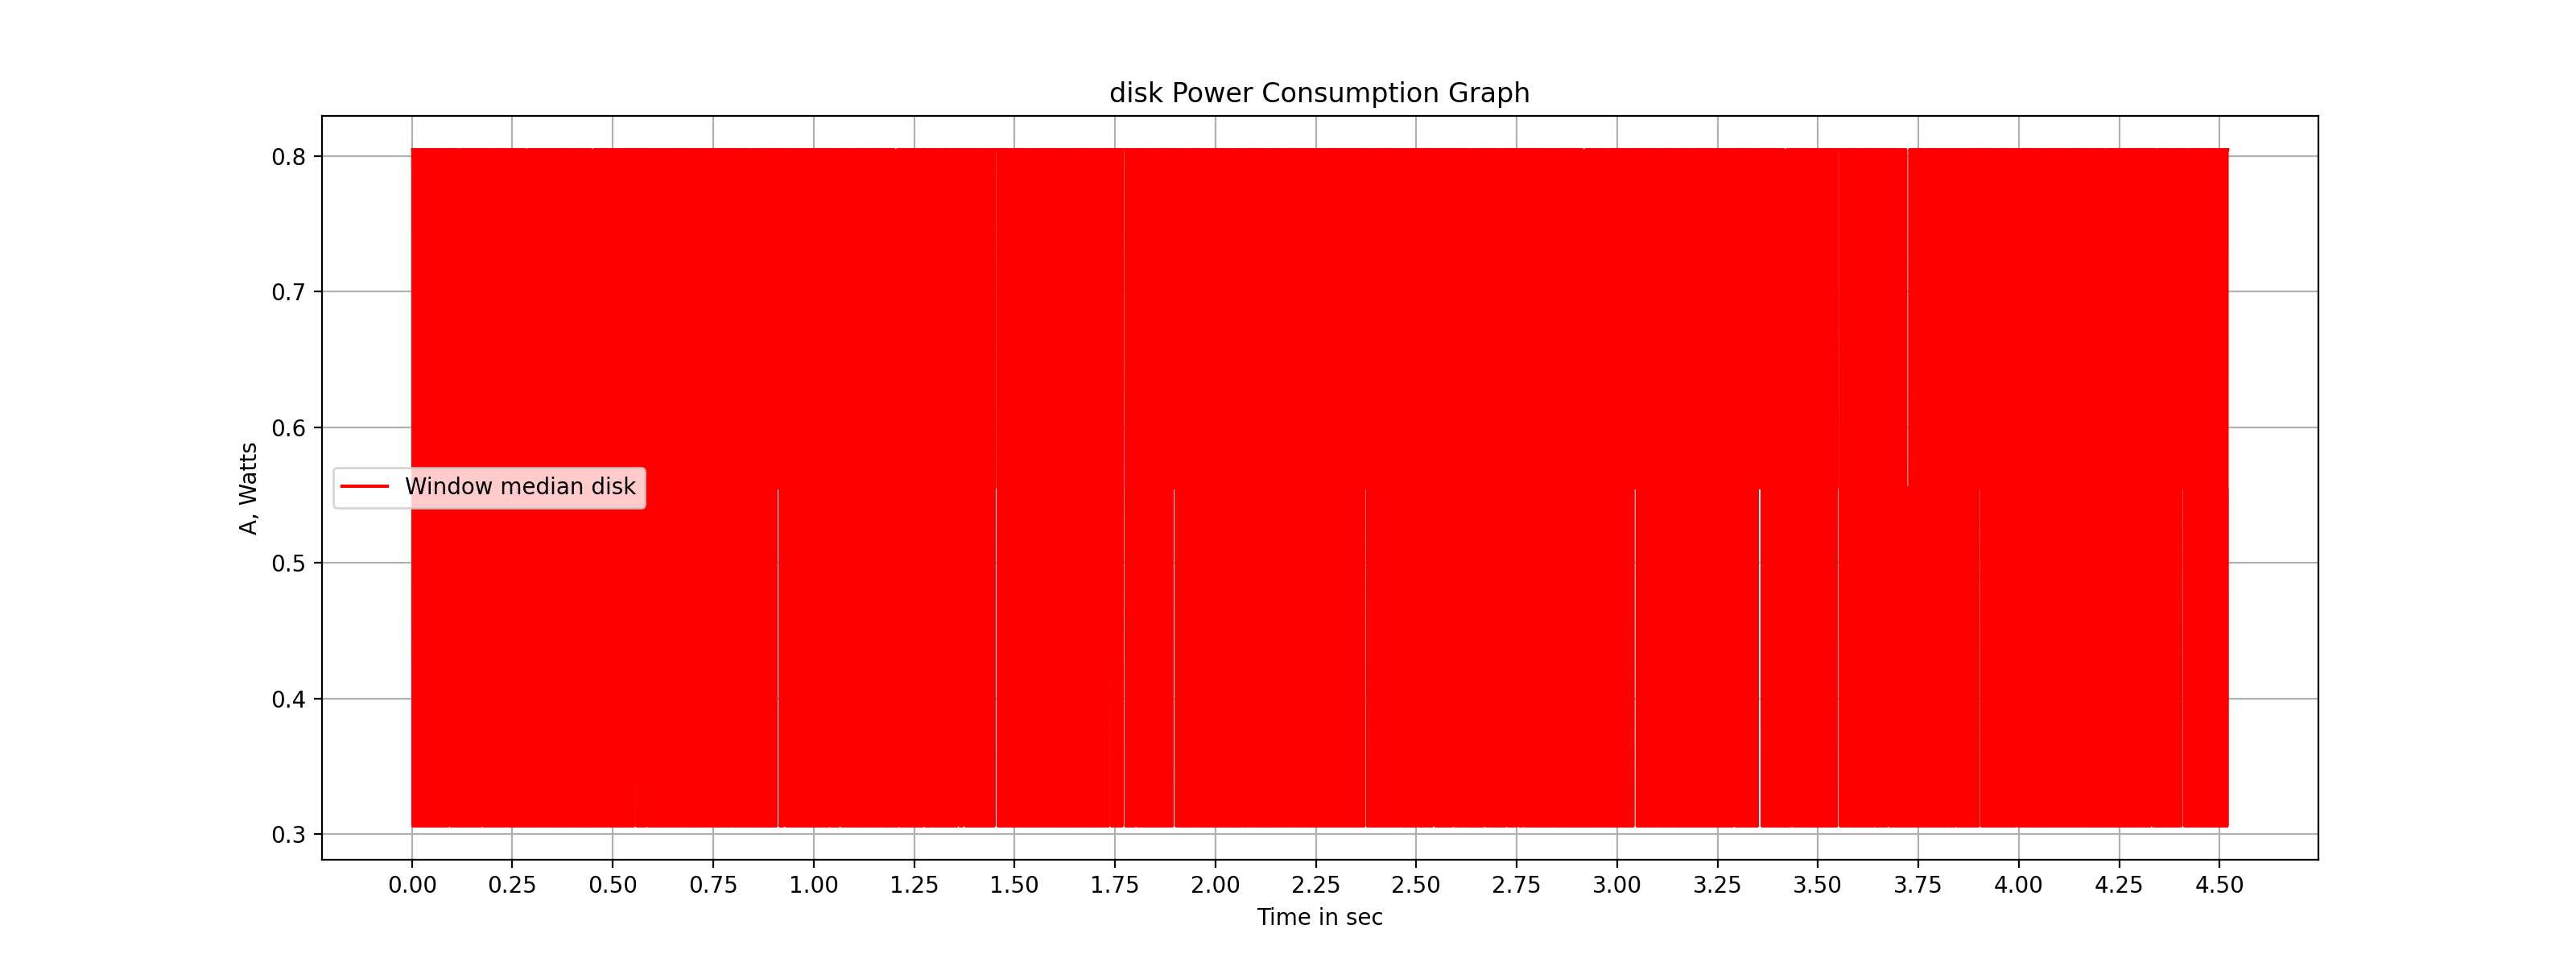 disk Power Consumption Graph
0.8
0.7
0.6
0.5
0.4
0.3
A, Watts
Window median disk
0.00 0.25 0.50 0.75 1.00 1.25 1.50 1.75 2.00 2.25 2.50 2.75 3.00 3.25 3.50 3.75 4.00 4.25 4.50
Time in sec